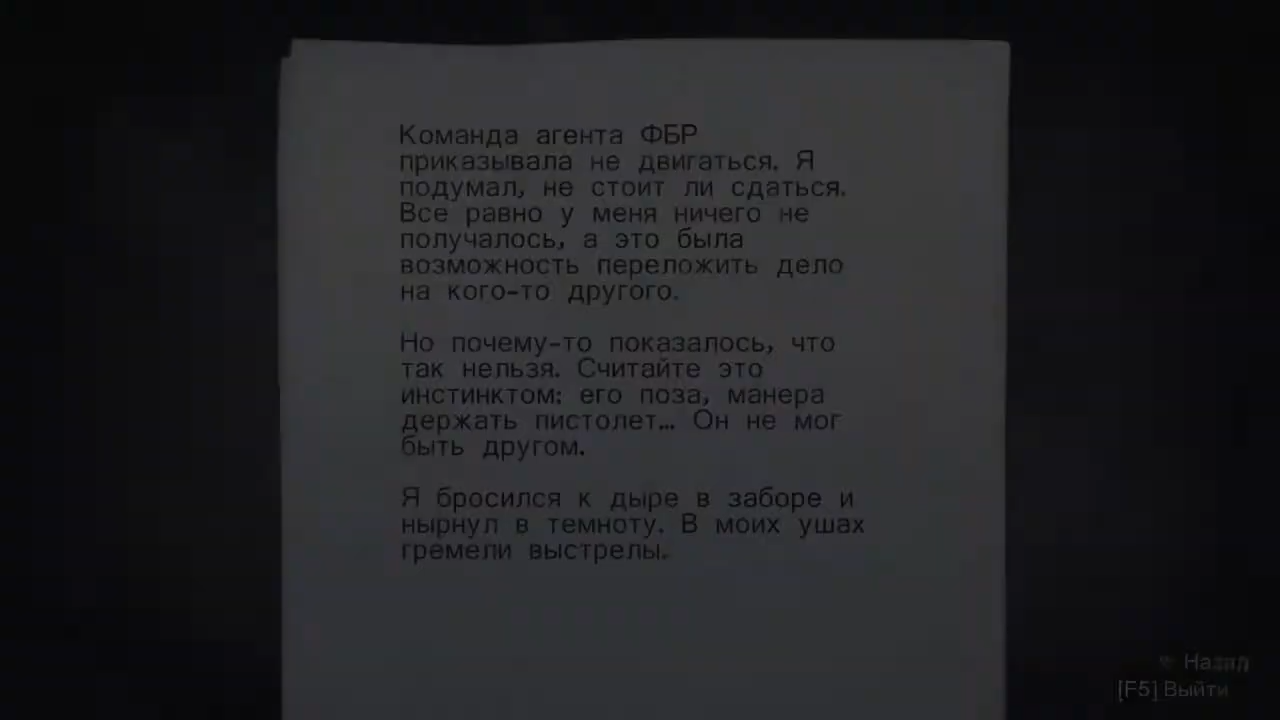 Команда агента ФБР
приказывала не двигаться. Я
подумал, не стоит ли сдаться.
Все равно у меня ничего не
получалось, а это была
возможность переложить дело
на кого-то другого.
Но почему-то показалось, что
так нельзя. Считайте это
инстинктом: его поза, манера
держать пистолет… Он не мог
быть другом.
Я бросился к дыре в заборе и
нырнул в темноту. В моих ушах
гремели выстрелы.
Назад
[F5] Выйти